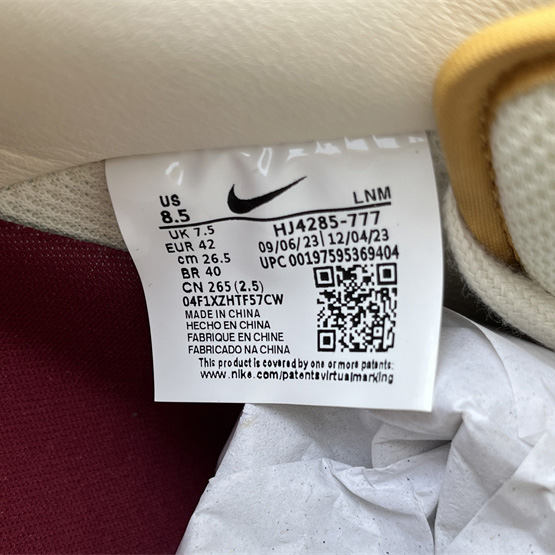 US
8.5
LNM
UK 7.5
HJ4285-777
EUR 42
09/06/23 | 12/04/23
cm 26.5
UPC 00197595369404
BR 40
CN 265 (2.5)
04F1XZHTF57CW
MADE IN CHINA
HECHO EN CHINA
FABRIQUE EN CHINE
FABRICADO NA CHINA
This product is covered by one or more patents:
www.nike.com/patentsvirtualmarking